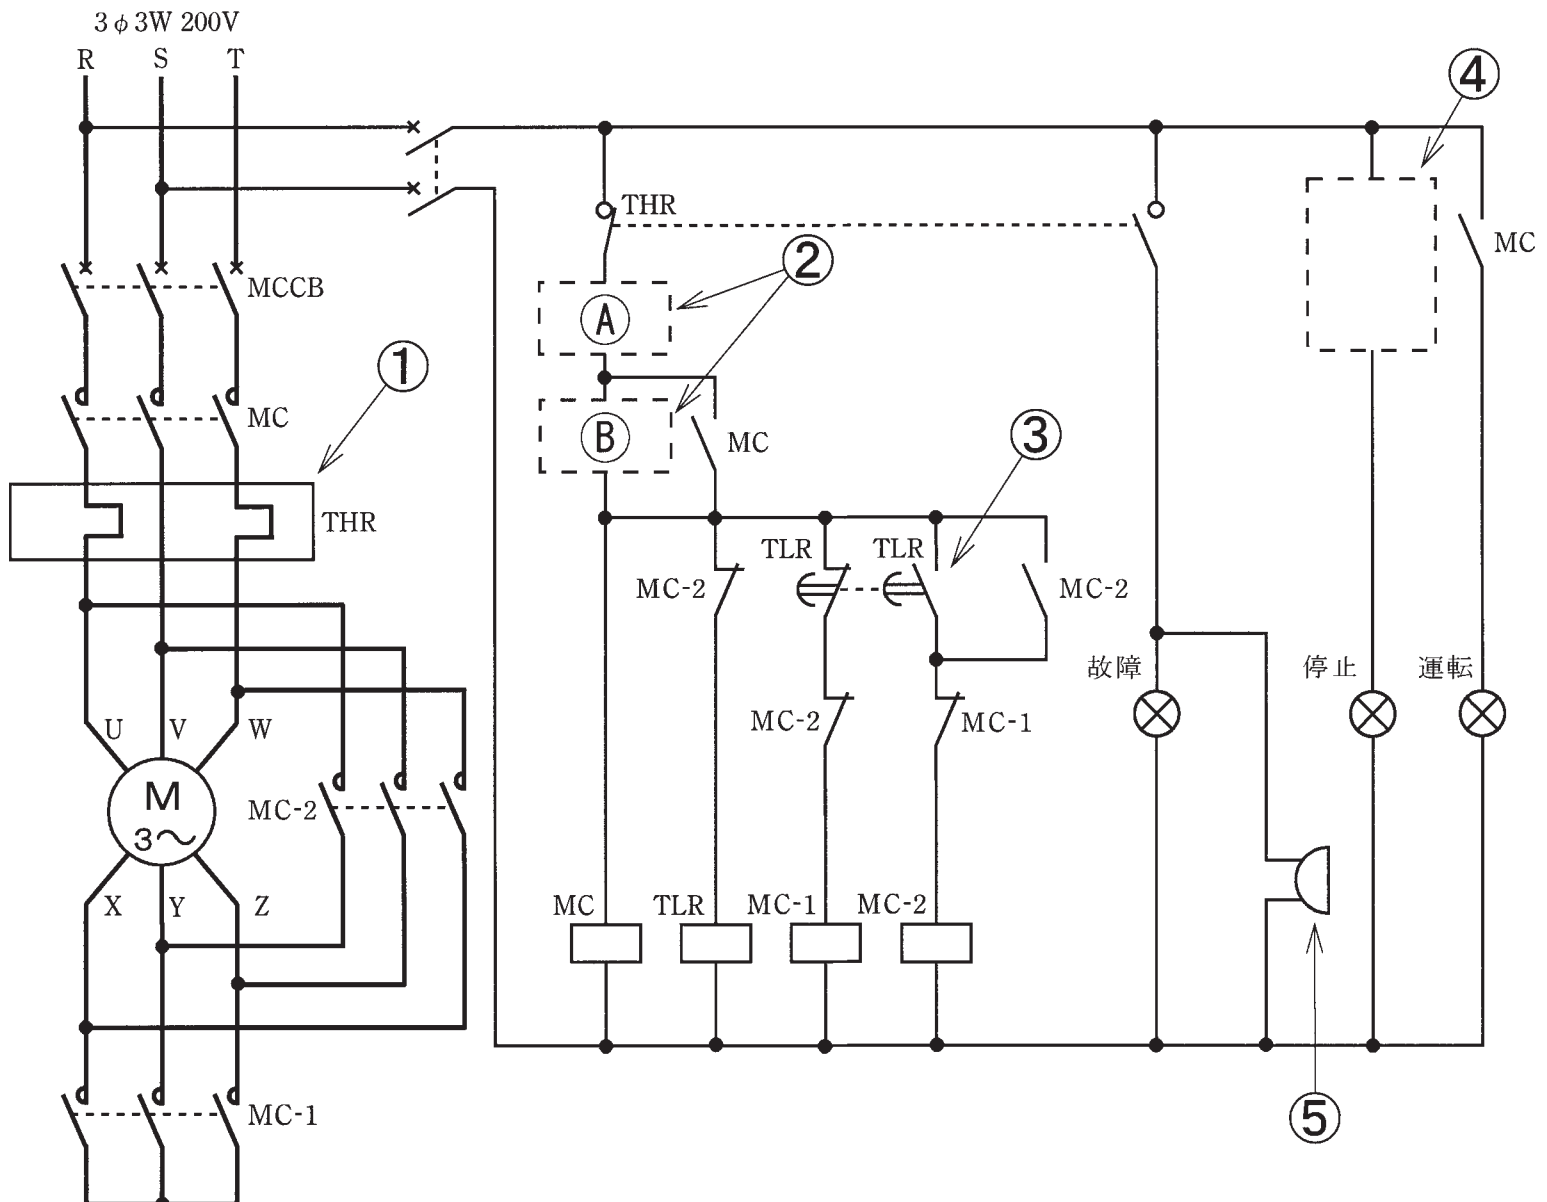 3φ3W 200V
R S T
④
THR
MC
②
MCCB
Ⓐ
①
MC
Ⓑ
MC
③
THR
TLR TLR
MC-2 MC-2
故障 停止 運転
MC-2 MC-1
U V W
M
3〜
MC-2
X Y Z
MC TLR MC-1 MC-2
MC-1
⑤